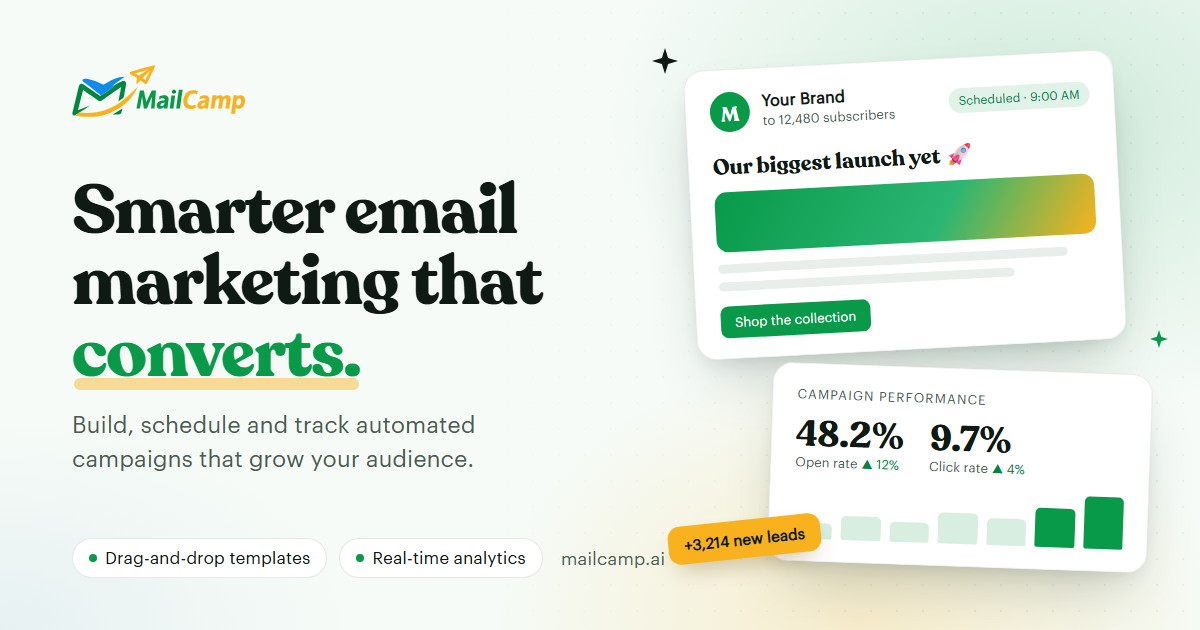 MailCamp
Smarter email
marketing that
converts.
Build, schedule and track automated
campaigns that grow your audience.
Drag-and-drop templates
Real-time analytics
mailcamp.ai
M
Your Brand
to 12,480 subscribers
Scheduled · 9:00 AM
Our biggest launch yet 🚀
Shop the collection
CAMPAIGN PERFORMANCE
48.2%
Open rate ▲ 12%
9.7%
Click rate ▲ 4%
+3,214 new leads